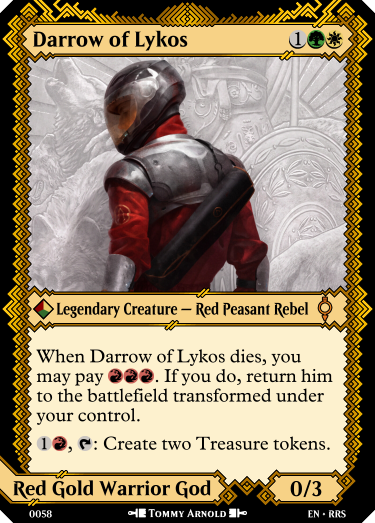 Darrow of Lykos 1
Legendary Creature — Red Peasant Rebel
When Darrow of Lykos dies, you
may pay . If you do, return him
to the battlefield transformed under
your control.
1, : Create two Treasure tokens.
Red Gold Warrior God 0/3
0058 Tommy Arnold EN • RRS